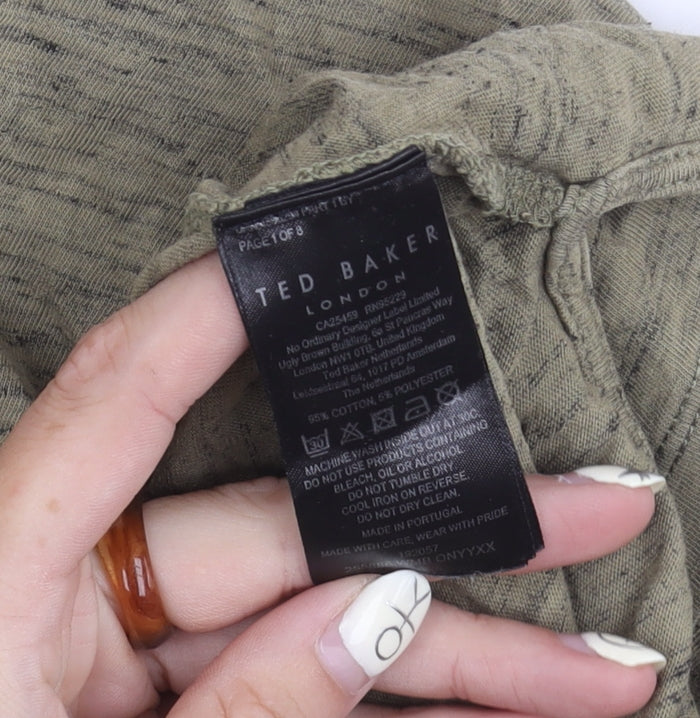 PAGE 1 OF 8
TED BAKER
LONDON
CA25459 RN95229
No Ordinary Designer Label Limited
Ugly Brown Building, 6a St Pancras Way
London NW1 0TB, United Kingdom
Ted Baker Netherlands
Leidsestraat 64, 1017 PD Amsterdam
The Netherlands
95% COTTON, 5% POLYESTER
30
MACHINE WASH INSIDE OUT AT 30C.
DO NOT USE PRODUCTS CONTAINING
BLEACH, OIL OR ALCOHOL
DO NOT TUMBLE DRY.
COOL IRON ON REVERSE.
DO NOT DRY CLEAN.
MADE IN PORTUGAL
MADE WITH CARE, WEAR WITH PRIDE
192057